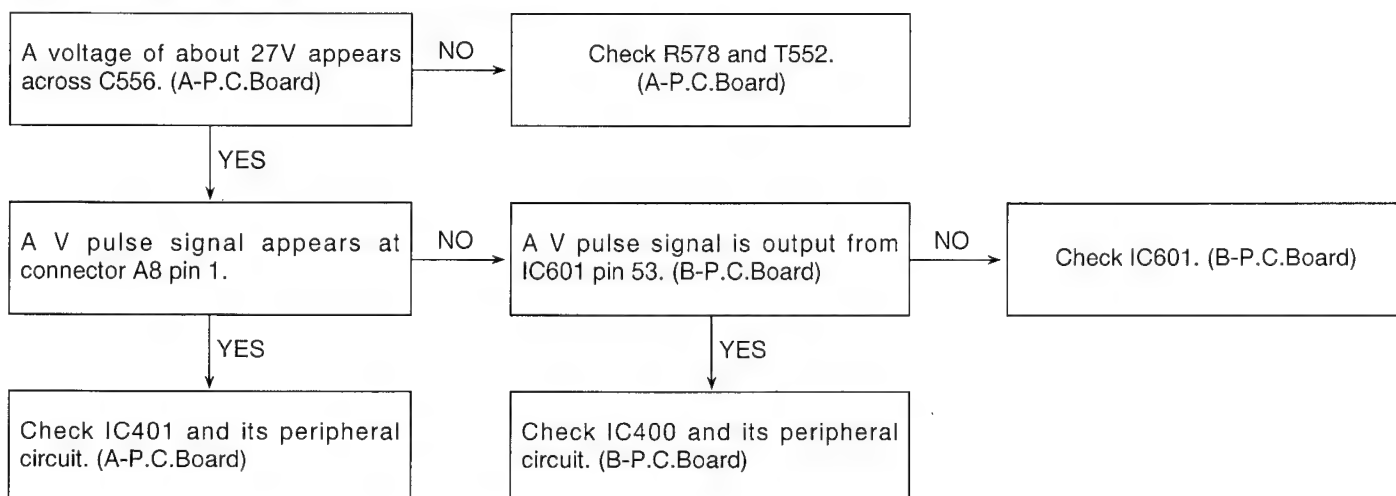 A voltage of about 27V appears
across C556. (A-P.C.Board)
NO
Check R578 and T552.
(A-P.C.Board)
YES
A V pulse signal appears at
connector A8 pin 1.
NO
A V pulse signal is output from
IC601 pin 53. (B-P.C.Board)
NO
Check IC601. (B-P.C.Board)
YES
YES
Check IC401 and its peripheral
circuit. (A-P.C.Board)
Check IC400 and its peripheral
circuit. (B-P.C.Board)